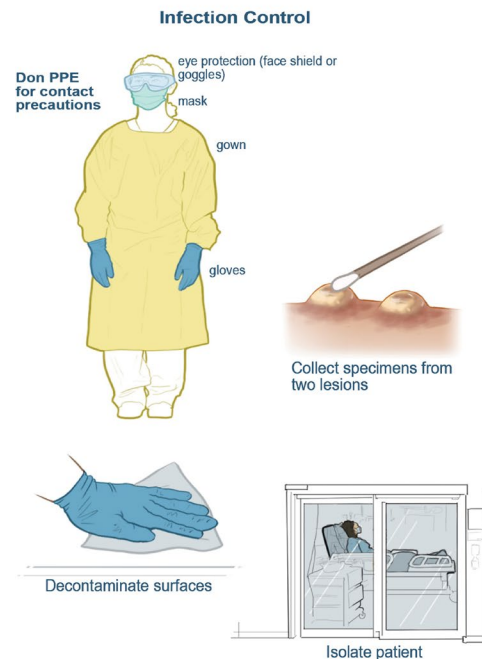 Infection Control
Don PPE
for contact
precautions
eye protection (face shield or
goggles)
mask
gown
gloves
Collect specimens from
two lesions
Decontaminate surfaces
Isolate patient